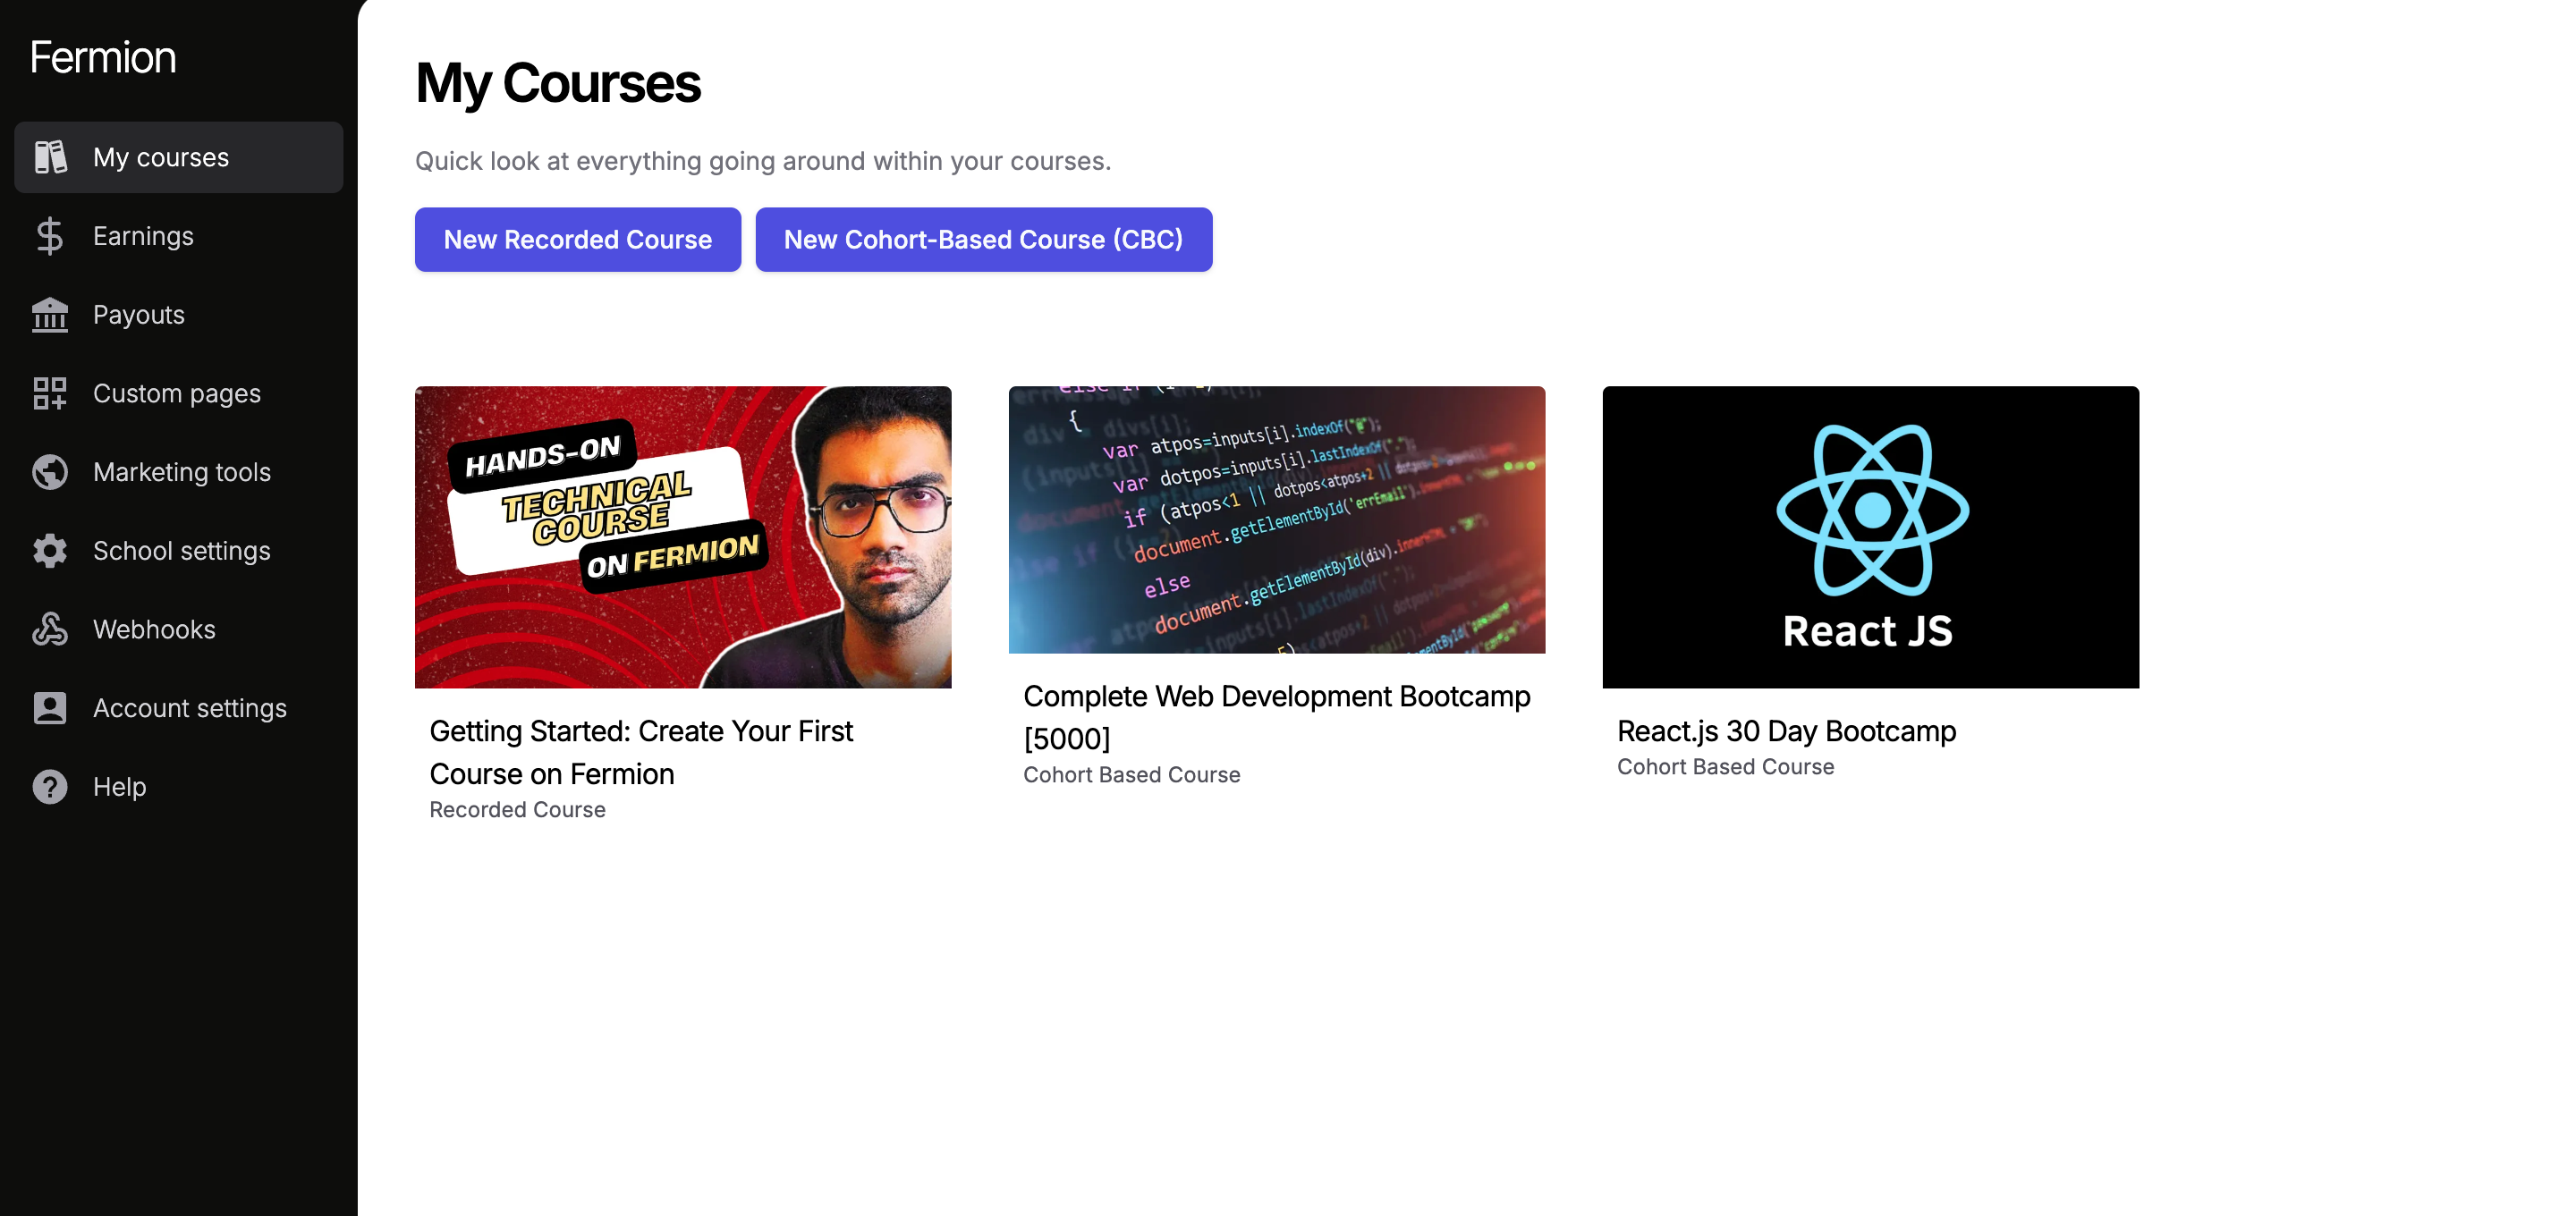 Fermion
My courses
Earnings
Payouts
Custom pages
Marketing tools
School settings
Webhooks
Account settings
Help
My Courses
Quick look at everything going around within your courses.
New Recorded Course
New Cohort-Based Course (CBC)
HANDS-ON
TECHNICAL
COURSE
ON FERMION
Getting Started: Create Your First
Course on Fermion
Recorded Course
{
var atpos=inputs[i].indexOf("@");
var dotpos=inputs[i].lastIndexOf(".");
if (atpos<1 || dotpos<atpos+2 ||
document.getElementById('errEmail').innerHTML
else
document.getElementById(div).innerHTML
Complete Web Development Bootcamp
[5000]
Cohort Based Course
React JS
React.js 30 Day Bootcamp
Cohort Based Course